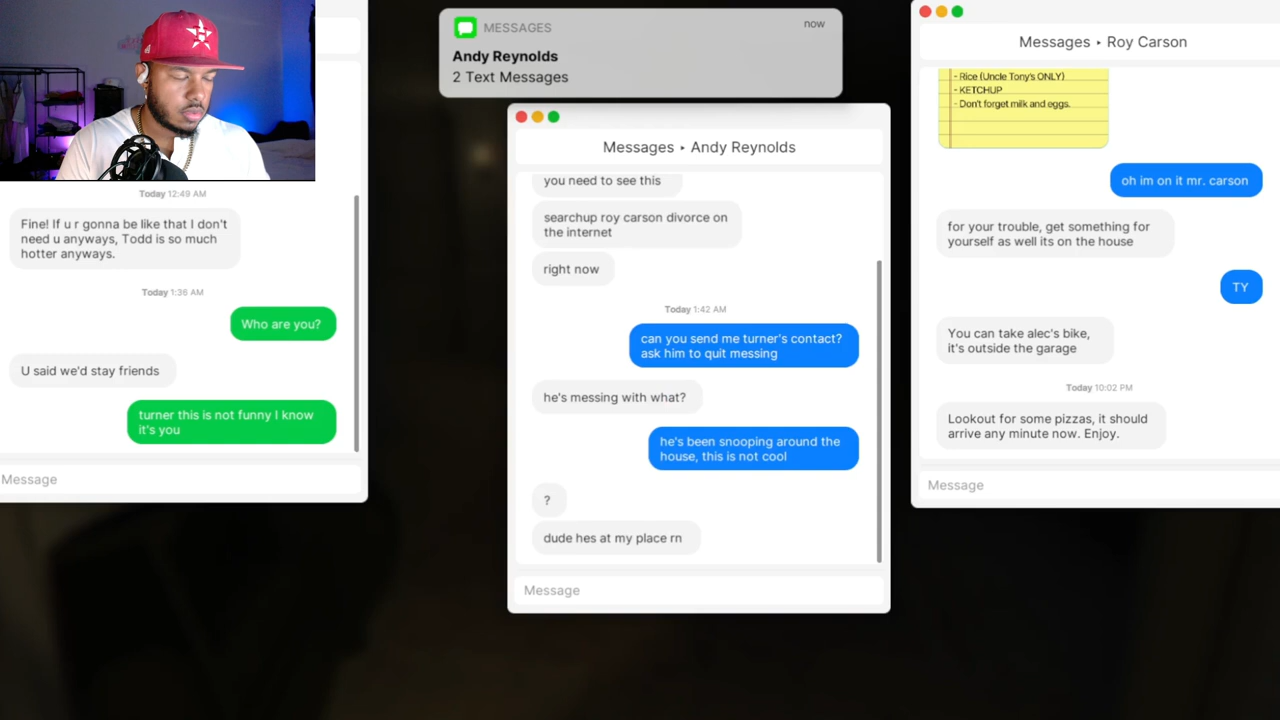 Today 12:49 AM
Fine! If u r gonna be like that I don't
need u anyways, Todd is so much
hotter anyways.
Today 1:36 AM
Who are you?
U said we'd stay friends
turner this is not funny I know
it's you
Message
MESSAGES
now
Andy Reynolds
2 Text Messages
Messages ‣ Andy Reynolds
you need to see this
searchup roy carson divorce on
the internet
right now
Today 1:42 AM
can you send me turner's contact?
ask him to quit messing
he's messing with what?
he's been snooping around the
house, this is not cool
?
dude hes at my place rn
Message
Messages ‣ Roy Carson
- Rice (Uncle Tony's ONLY)
- KETCHUP
- Don't forget milk and eggs.
oh im on it mr. carson
for your trouble, get something for
yourself as well its on the house
TY
You can take alec's bike,
it's outside the garage
Today 10:02 PM
Lookout for some pizzas, it should
arrive any minute now. Enjoy.
Message